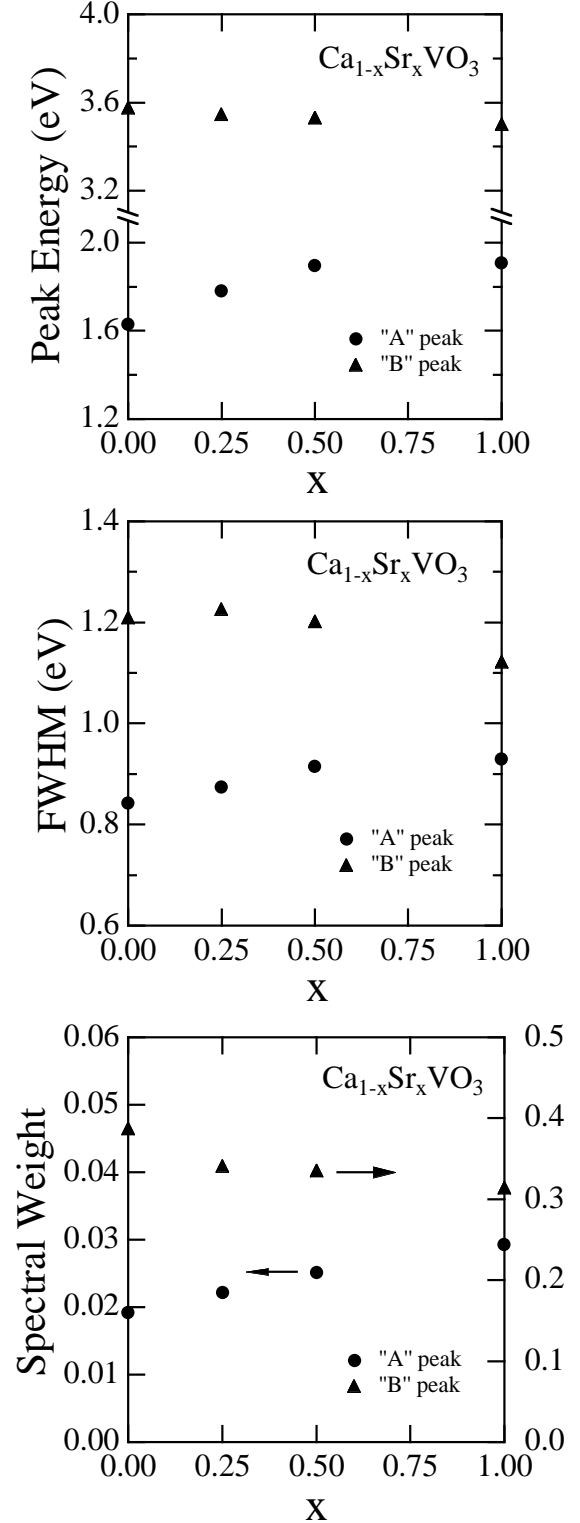 4.0
Ca1-xSrxVO3
3.6
3.2
Peak Energy (eV)
2.0
1.6
"A" peak
"B" peak
1.2
0.00 0.25 0.50 0.75 1.00
X
1.4
Ca1-xSrxVO3
1.2
FWHM (eV)
1.0
0.8
"A" peak
"B" peak
0.6
0.00 0.25 0.50 0.75 1.00
X
0.06 0.5
Ca1-xSrxVO3
0.05
0.4
0.04
0.3
Spectral Weight
0.03
0.2
0.02
0.01 0.1
"A" peak
"B" peak
0.00 0.0
0.00 0.25 0.50 0.75 1.00
X